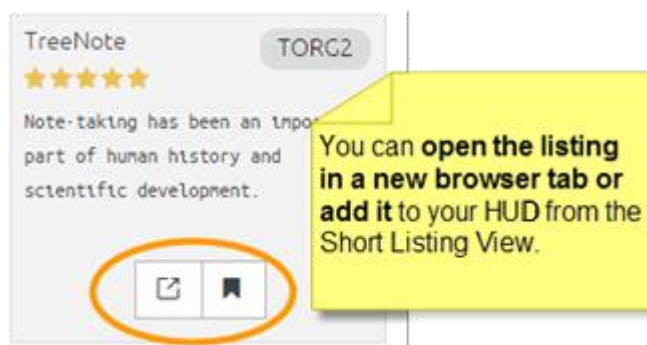 TreeNote
TORG2
Note-taking has been an
part of human history and
scientific development.
You can open the listing
in a new browser tab or
add it to your HUD from the
Short Listing View.